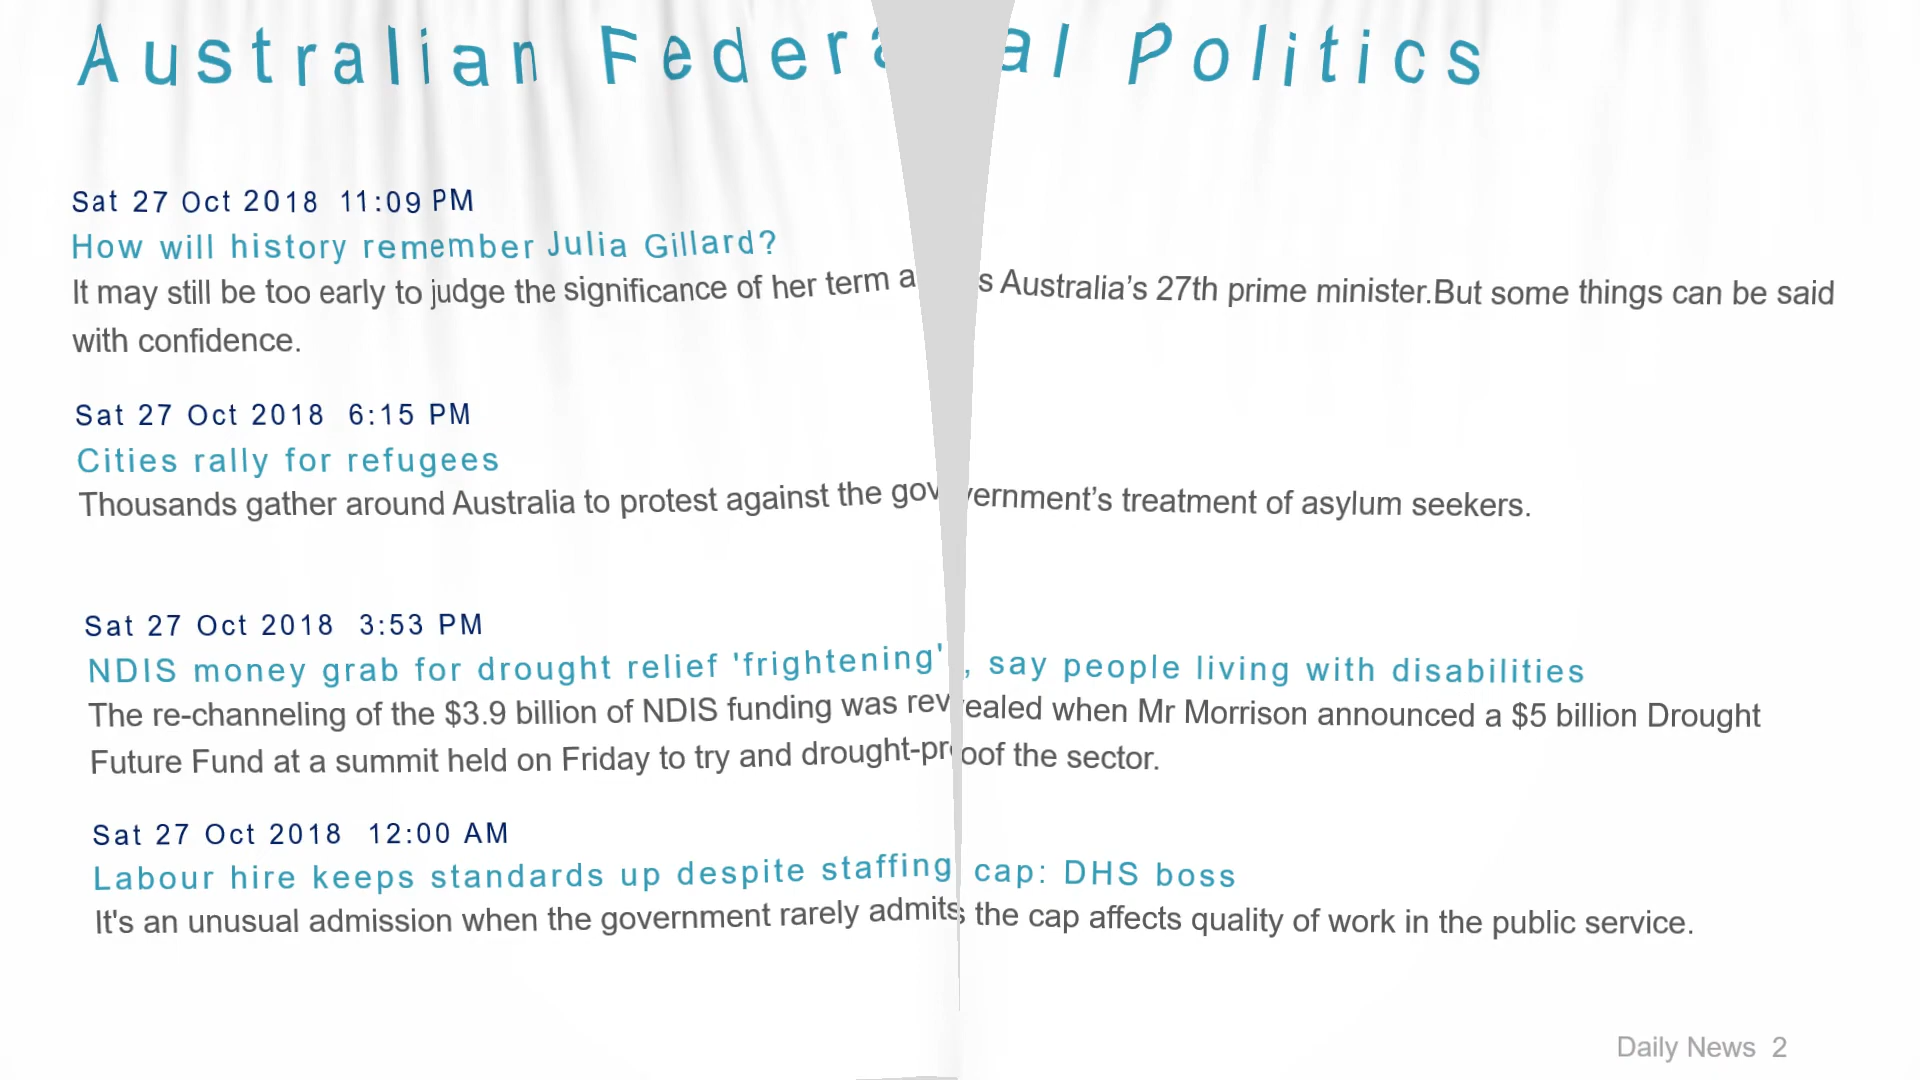 Australian Federal Politics
Sat 27 Oct 2018 11:09 PM
How will history remember Julia Gillard?
It may still be too early to judge the significance of her term as Australia’s 27th prime minister.But some things can be said
with confidence.
Sat 27 Oct 2018 6:15 PM
Cities rally for refugees
Thousands gather around Australia to protest against the government’s treatment of asylum seekers.
Sat 27 Oct 2018 3:53 PM
NDIS money grab for drought relief 'frightening', say people living with disabilities
The re-channeling of the $3.9 billion of NDIS funding was revealed when Mr Morrison announced a $5 billion Drought
Future Fund at a summit held on Friday to try and drought-proof the sector.
Sat 27 Oct 2018 12:00 AM
Labour hire keeps standards up despite staffing cap: DHS boss
It's an unusual admission when the government rarely admits the cap affects quality of work in the public service.
Daily News 2